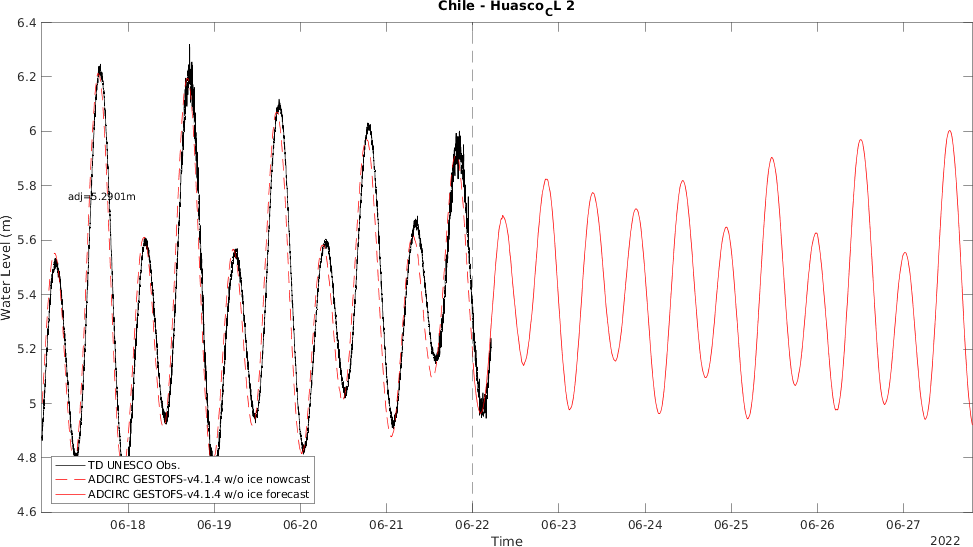 Chile - Huasco_CL 2
6.4
6.2
6
5.8
5.6
5.4
5.2
5
4.8
4.6
Water Level (m)
adj=5.2901m
TD UNESCO Obs.
ADCIRC GESTOFS-v4.1.4 w/o ice nowcast
ADCIRC GESTOFS-v4.1.4 w/o ice forecast
06-18 06-19 06-20 06-21 06-22 06-23 06-24 06-25 06-26 06-27
Time
2022